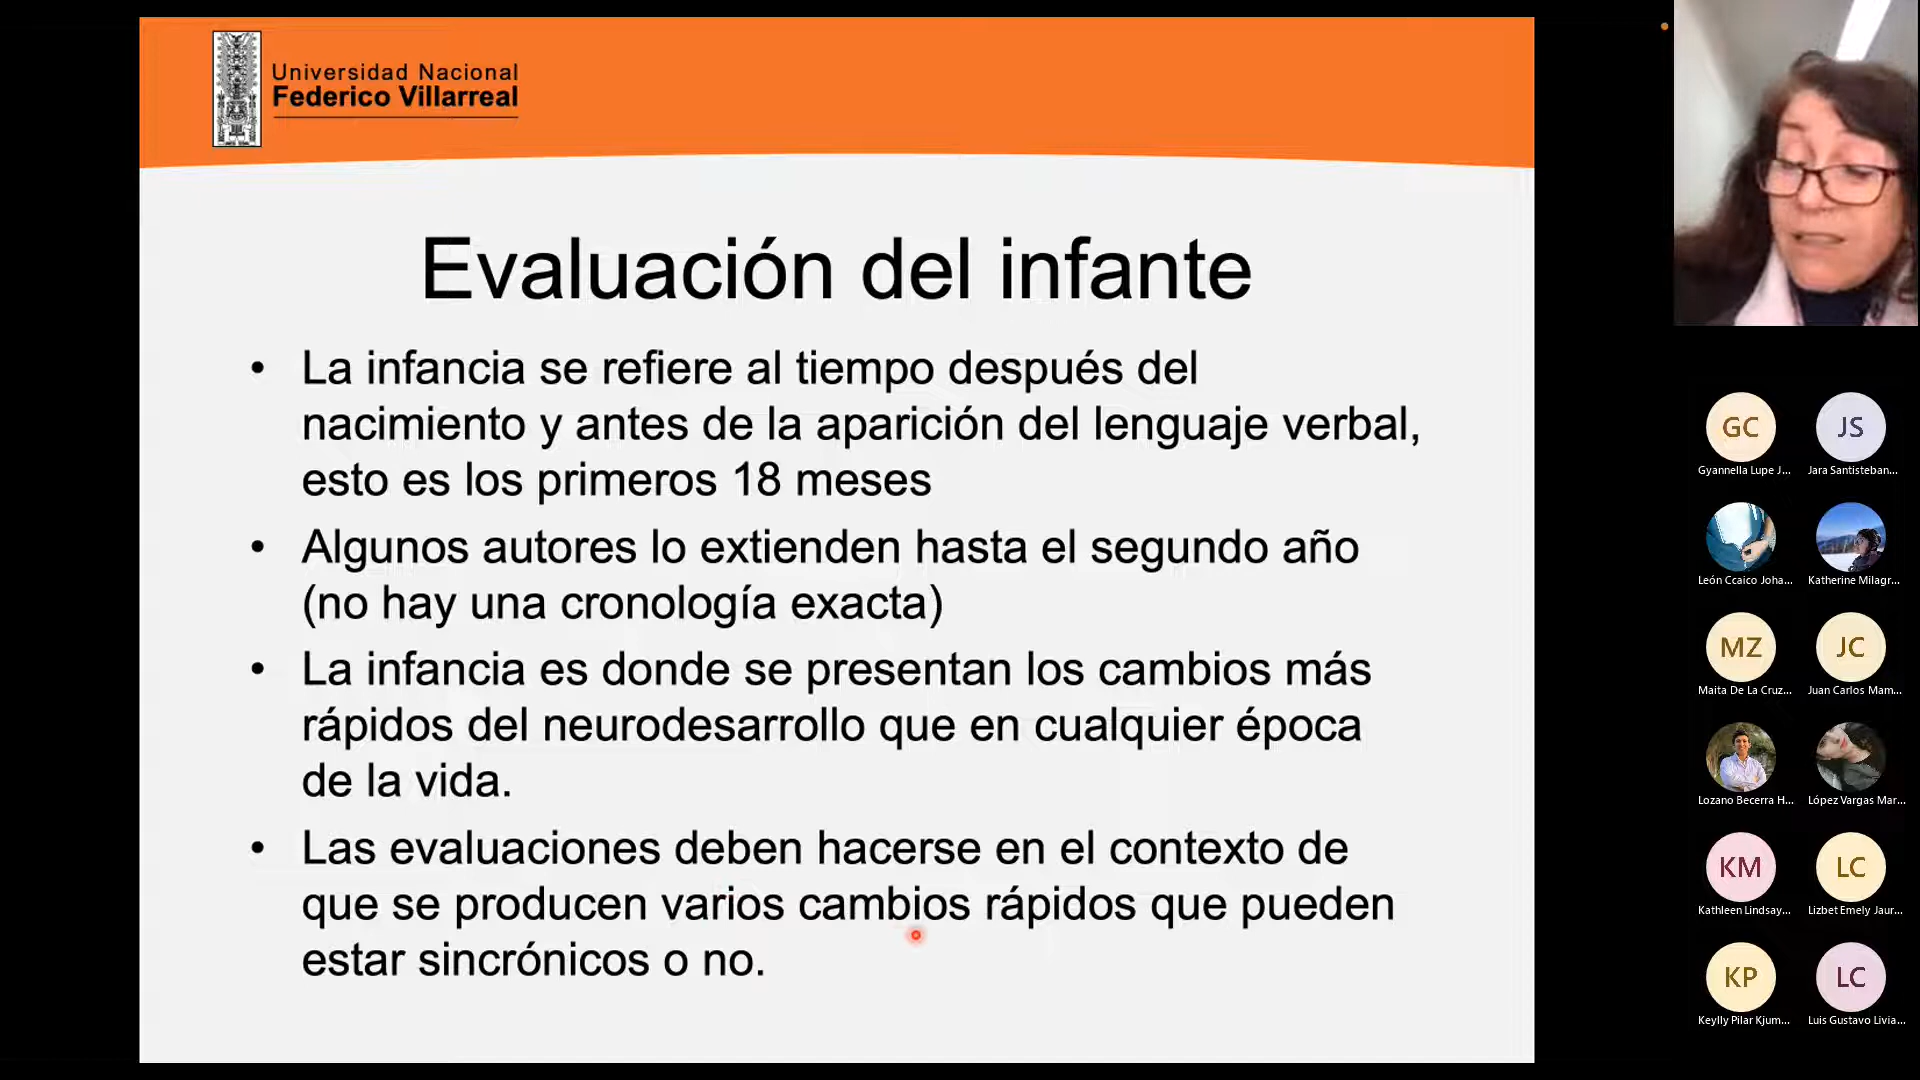 Universidad Nacional
Federico Villarreal
Evaluación del infante
• La infancia se refiere al tiempo después del
nacimiento y antes de la aparición del lenguaje verbal,
esto es los primeros 18 meses
• Algunos autores lo extienden hasta el segundo año
(no hay una cronología exacta)
• La infancia es donde se presentan los cambios más
rápidos del neurodesarrollo que en cualquier época
de la vida.
• Las evaluaciones deben hacerse en el contexto de
que se producen varios cambios rápidos que pueden
estar sincrónicos o no.
GC JS
Gyannella Lupe J... Jara Santisteban...
León Ccaico Joha... Katherine Milagr...
MZ JC
Maita De La Cruz... Juan Carlos Mam...
Lozano Becerra H... López Vargas Mar...
KM LC
Kathleen Lindsay... Lizbet Emely Jaur...
KP LC
Keylly Pilar Kjum... Luis Gustavo Livia...